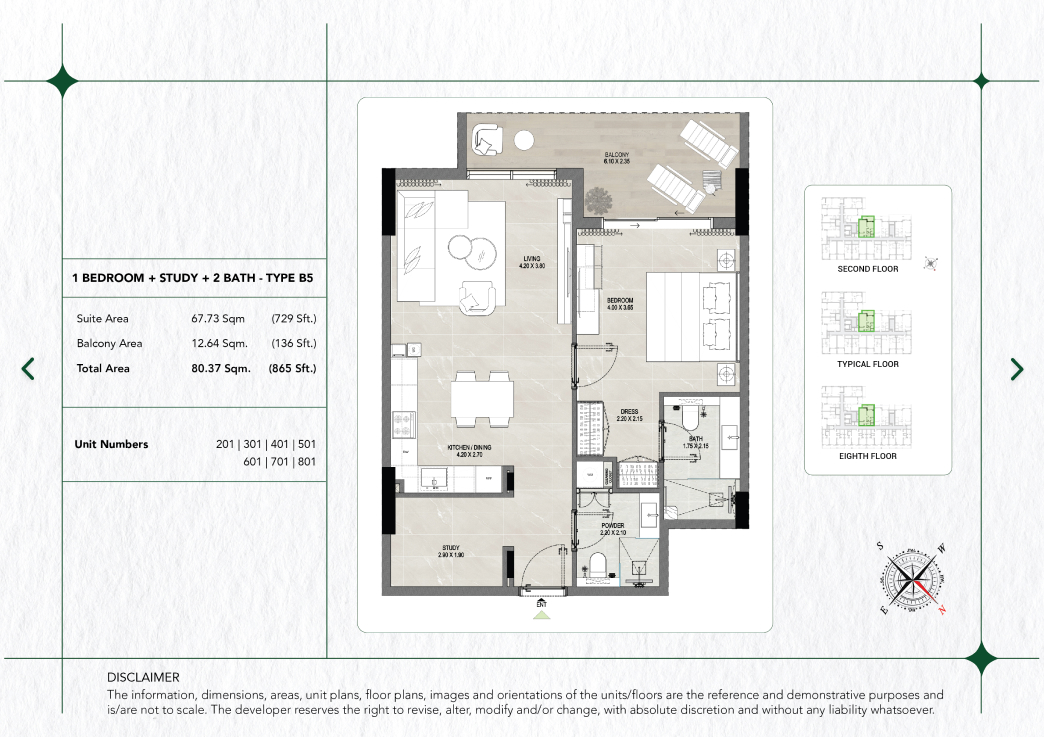 1 BEDROOM + STUDY + 2 BATH - TYPE B5
Suite Area 67.73 Sqm (729 Sft.)
Balcony Area 12.64 Sqm. (136 Sft.)
Total Area 80.37 Sqm. (865 Sft.)
Unit Numbers 201 | 301 | 401 | 501
601 | 701 | 801
BALCONY
6.10 X 2.35
LIVING
4.20 X 3.80
BEDROOM
4.00 X 3.65
DRESS
2.20 X 2.15
BATH
1.75 X 2.15
KITCHEN / DINING
4.20 X 2.70
POWDER
2.20 X 2.10
STUDY
2.90 X 1.90
ENT
SECOND FLOOR
TYPICAL FLOOR
EIGHTH FLOOR
S W
E N
DISCLAIMER
The information, dimensions, areas, unit plans, floor plans, images and orientations of the units/floors are the reference and demonstrative purposes and
is/are not to scale. The developer reserves the right to revise, alter, modify and/or change, with absolute discretion and without any liability whatsoever.